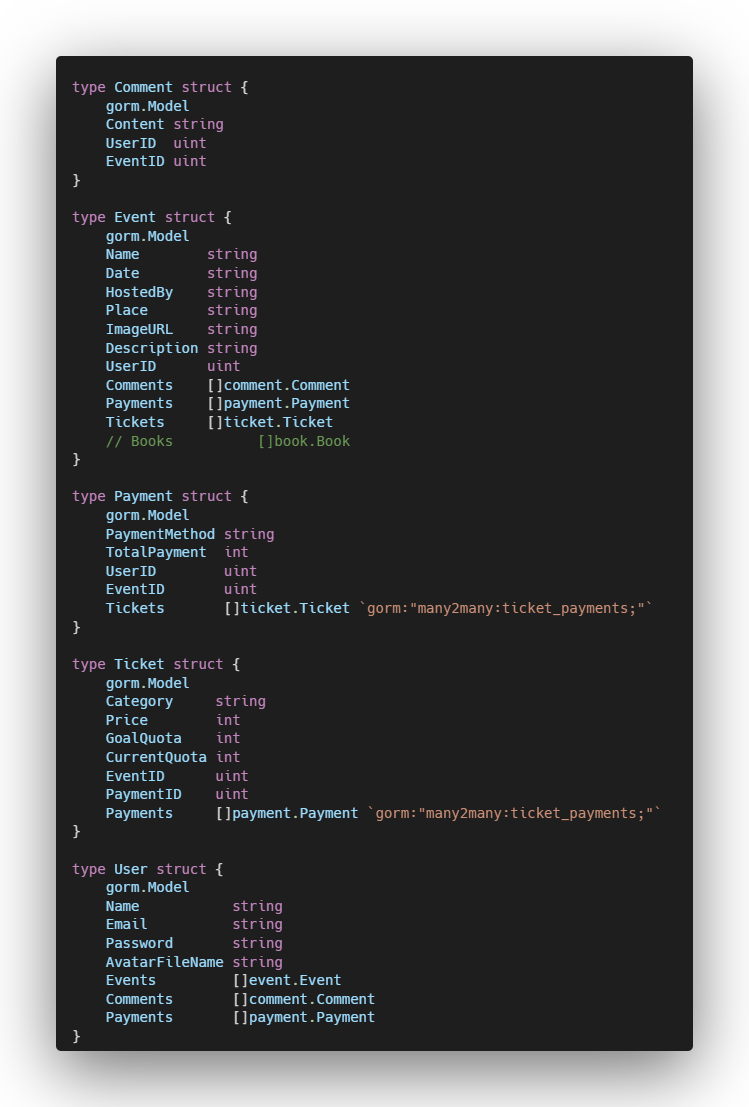 type Comment struct {
    gorm.Model
    Content string
    UserID  uint
    EventID uint
}

type Event struct {
    gorm.Model
    Name        string
    Date        string
    HostedBy    string
    Place       string
    ImageURL    string
    Description string
    UserID      uint
    Comments    []comment.Comment
    Payments    []payment.Payment
    Tickets     []ticket.Ticket
    // Books          []book.Book
}

type Payment struct {
    gorm.Model
    PaymentMethod string
    TotalPayment  int
    UserID        uint
    EventID       uint
    Tickets       []ticket.Ticket `gorm:"many2many:ticket_payments;"`
}

type Ticket struct {
    gorm.Model
    Category     string
    Price        int
    GoalQuota    int
    CurrentQuota int
    EventID      uint
    PaymentID    uint
    Payments     []payment.Payment `gorm:"many2many:ticket_payments;"`
}

type User struct {
    gorm.Model
    Name           string
    Email          string
    Password       string
    AvatarFileName string
    Events         []event.Event
    Comments       []comment.Comment
    Payments       []payment.Payment
}